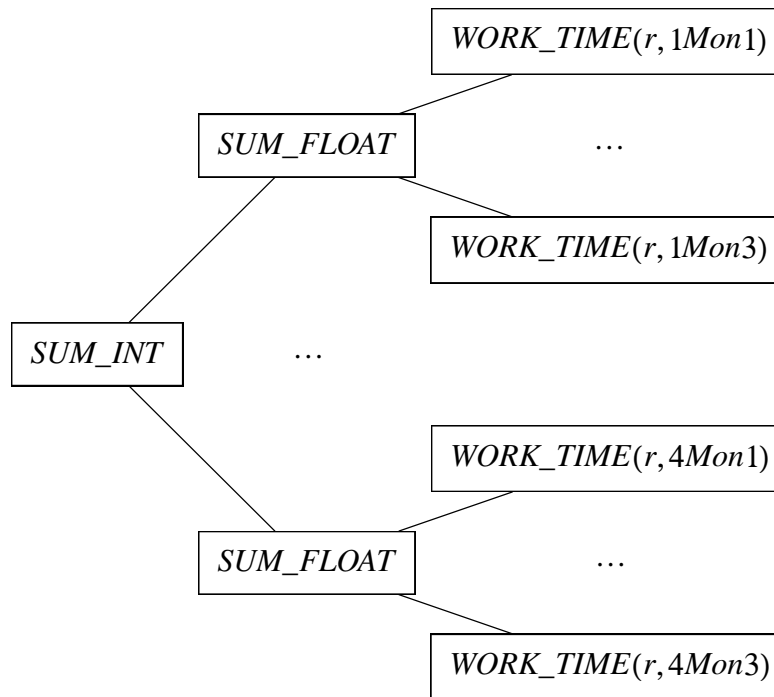 WORK_TIME(r, 1Mon1)
SUM_FLOAT
...
WORK_TIME(r, 1Mon3)
SUM_INT
...
WORK_TIME(r, 4Mon1)
SUM_FLOAT
...
WORK_TIME(r, 4Mon3)